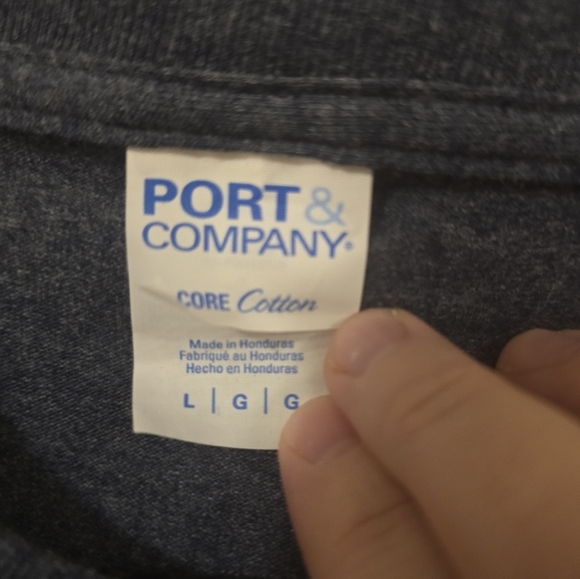 PORT &
COMPANY®
CORE Cotton
Made in Honduras
Fabriqué au Honduras
Hecho en Honduras
L | G | G